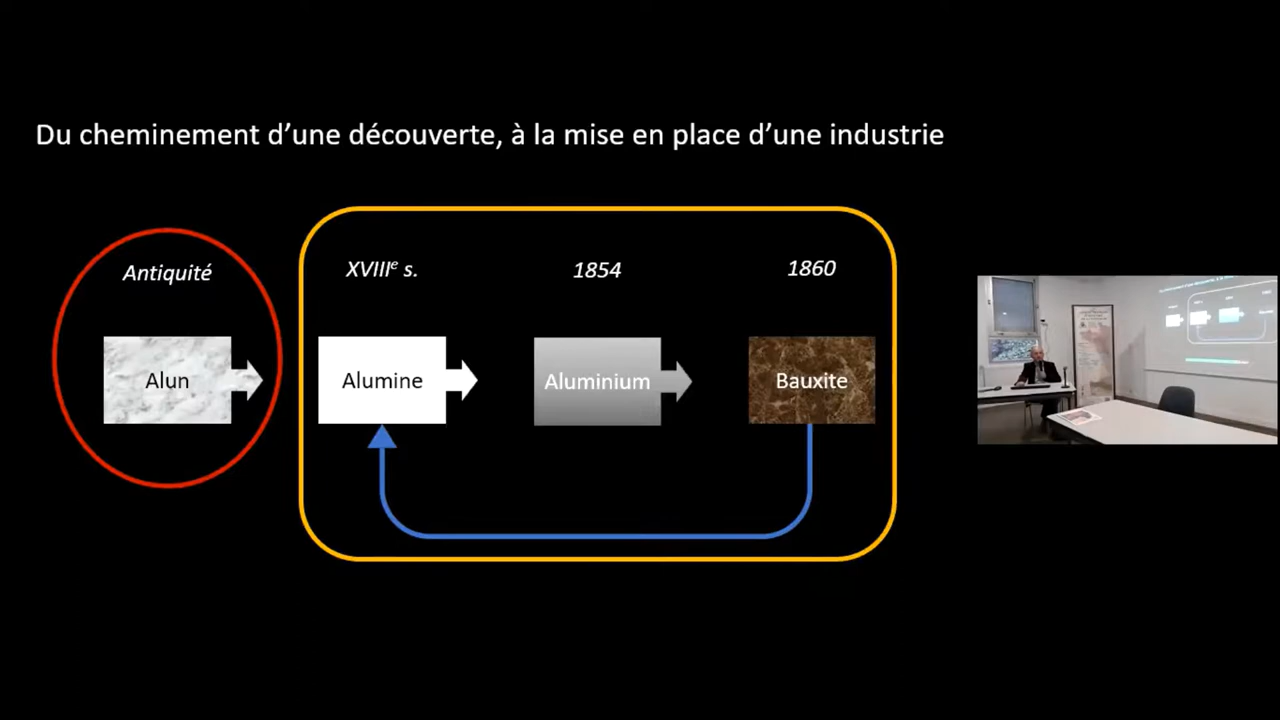 Du cheminement d'une découverte, à la mise en place d'une industrie
Antiquité
XVIIIᵉ s.
1854
1860
Alun
Alumine
Aluminium
Bauxite